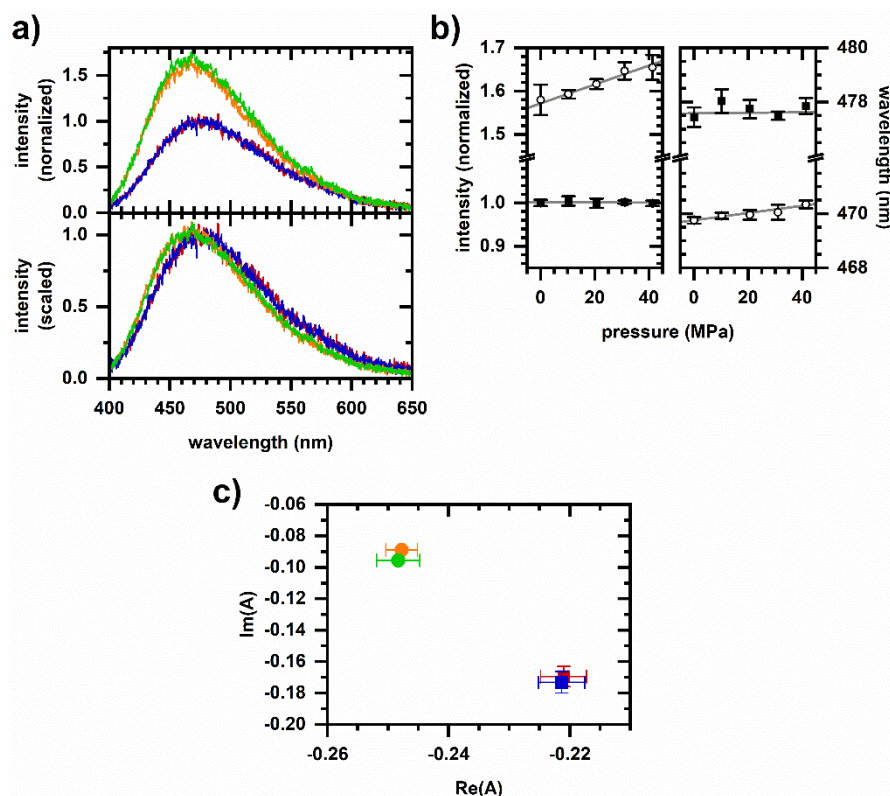 a)
1.5
1.0
0.5
0.0
intensity
(normalized)
1.0
0.5
0.0
intensity
(scaled)
400 450 500 550 600 650
wavelength (nm)
b)
1.7
1.6
1.5
1.0
0.9
intensity (normalized)
0 20 40
0 20 40
pressure (MPa)
480
478
470
468
wavelength (nm)
c)
-0.06
-0.08
-0.10
-0.12
-0.14
-0.16
-0.18
-0.20
Im(A)
-0.26 -0.24 -0.22
Re(A)